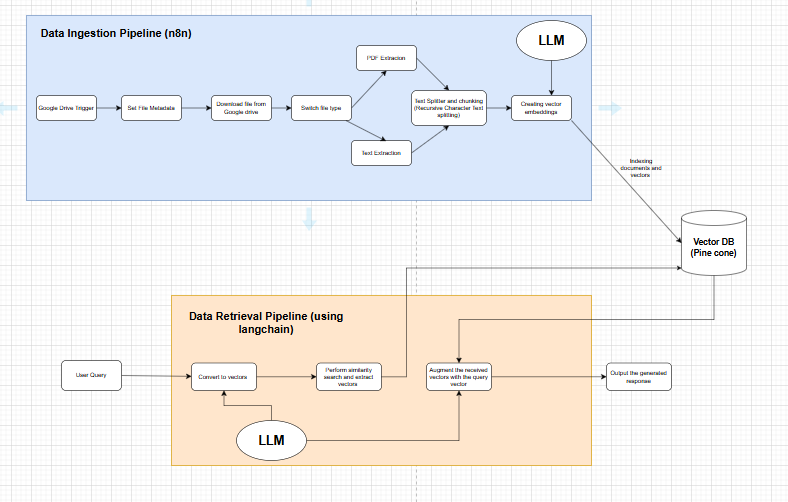 Data Ingestion Pipeline (n8n)
LLM
PDF Extracion
Google Drive Trigger
Set File Metadata
Download file from
Google drive
Switch file type
Text Splitter and chunking
(Recursive Character Text
splitting)
Creating vector
embeddings
Text Extraction
Indexing
documents and
vectors
Vector DB
(Pine cone)
Data Retrieval Pipeline (using
langchain)
User Query
Convert to vectors
Perform similarity
search and extract
vectors
Augment the received
vectors with the query
vector
Output the generated
response
LLM